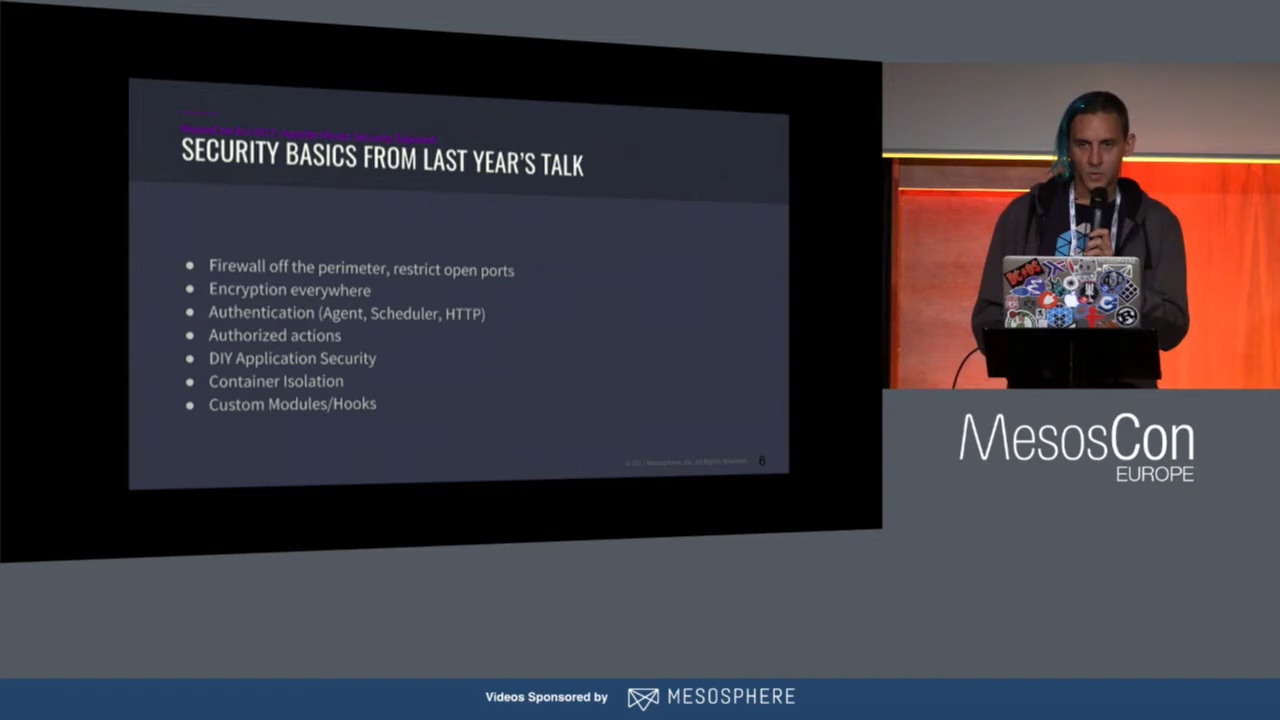 SECURITY BASICS FROM LAST YEAR'S TALK
● Firewall off the perimeter, restrict open ports
● Encryption everywhere
● Authentication (Agent, Scheduler, HTTP)
● Authorized actions
● DIY Application Security
● Container Isolation
● Custom Modules/Hooks
6
MesosCon
EUROPE
Videos Sponsored by
MESOSPHERE